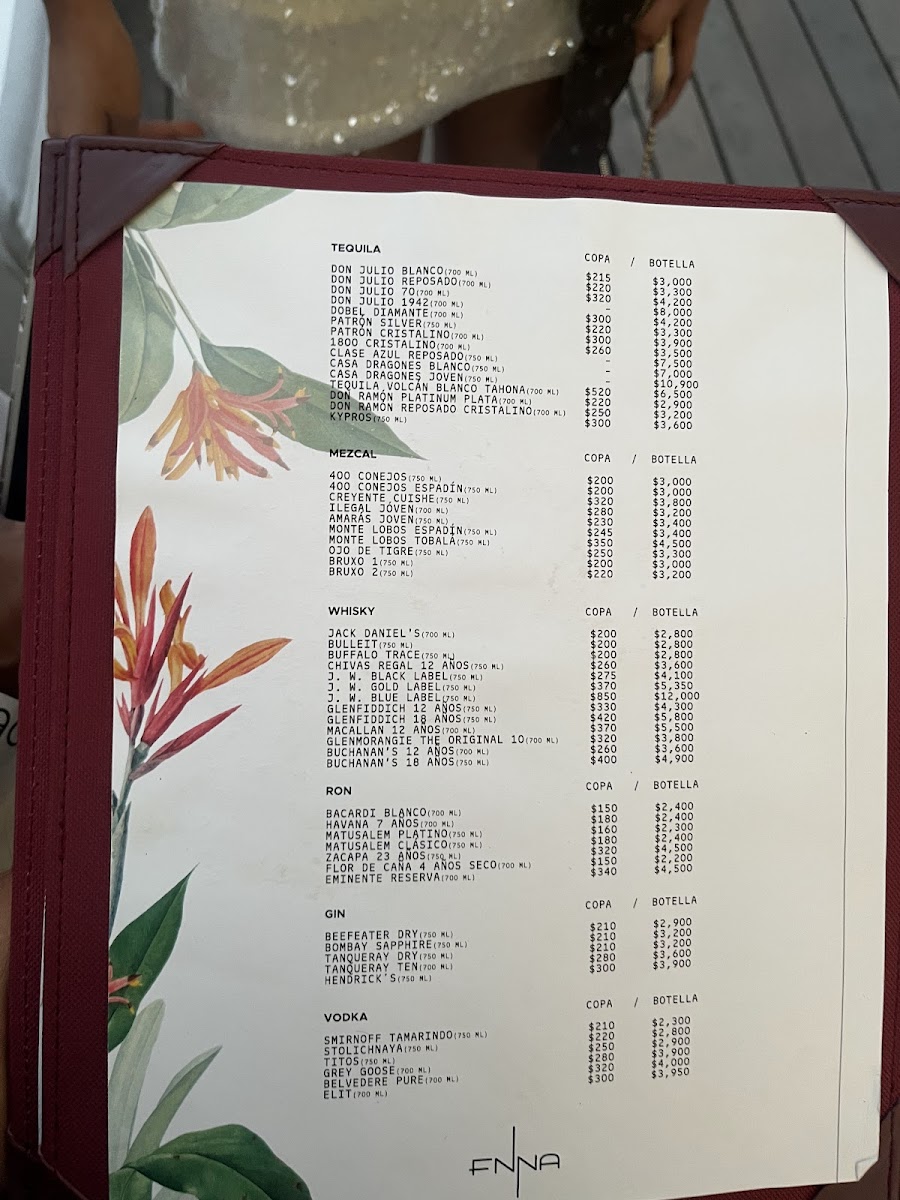 TEQUILA COPA / BOTELLA
DON JULIO BLANCO(700 ML) $215 $3,000
DON JULIO REPOSADO(700 ML) $220 $3,300
DON JULIO 70(700 ML) $320 $4,200
DON JULIO 1942(700 ML) - $8,000
DOBEL DIAMANTE(700 ML) $300 $4,200
PATRÓN SILVER(750 ML) $220 $3,300
PATRÓN CRISTALINO(700 ML) $300 $3,900
1800 CRISTALINO(700 ML) $260 $3,500
CLASE AZUL REPOSADO(750 ML) - $7,500
CASA DRAGONES BLANCO(750 ML) - $7,000
CASA DRAGONES JOVEN(750 ML) - $10,900
TEQUILA VOLCÁN BLANCO TAHONA(700 ML) $520 $6,500
DON RAMÓN PLATINUM PLATA(700 ML) $220 $2,900
DON RAMÓN REPOSADO CRISTALINO(700 ML) $250 $3,200
KYPROS(750 ML) $300 $3,600
MEZCAL COPA / BOTELLA
400 CONEJOS(750 ML) $200 $3,000
400 CONEJOS ESPADÍN(750 ML) $200 $3,000
CREYENTE CUISHE(750 ML) $320 $3,800
ILEGAL JOVEN(700 ML) $280 $3,200
AMARÁS JOVEN(750 ML) $230 $3,400
MONTE LOBOS ESPADÍN(750 ML) $245 $3,400
MONTE LOBOS TOBALÁ(750 ML) $350 $4,500
OJO DE TIGRE(750 ML) $250 $3,300
BRUXO 1(750 ML) $200 $3,000
BRUXO 2(750 ML) $220 $3,200
WHISKY COPA / BOTELLA
JACK DANIEL'S(700 ML) $200 $2,800
BULLEIT(750 ML) $200 $2,800
BUFFALO TRACE(750 ML) $200 $2,800
CHIVAS REGAL 12 AÑOS(750 ML) $260 $3,600
J. W. BLACK LABEL(750 ML) $275 $4,100
J. W. GOLD LABEL(750 ML) $370 $5,350
J. W. BLUE LABEL(750 ML) $850 $12,000
GLENFIDDICH 12 AÑOS(750 ML) $330 $4,300
GLENFIDDICH 18 AÑOS(750 ML) $420 $5,800
MACALLAN 12 AÑOS(700 ML) $370 $5,500
GLENMORANGIE THE ORIGINAL 10(700 ML) $320 $3,800
BUCHANAN'S 12 AÑOS(750 ML) $260 $3,600
BUCHANAN'S 18 AÑOS(750 ML) $400 $4,900
RON COPA / BOTELLA
BACARDI BLANCO(700 ML) $150 $2,400
HAVANA 7 AÑOS(700 ML) $180 $2,400
MATUSALEM PLATINO(750 ML) $160 $2,300
MATUSALEM CLÁSICO(750 ML) $180 $2,400
ZACAPA 23 AÑOS(750 ML) $320 $4,500
FLOR DE CAÑA 4 AÑOS SECO(700 ML) $150 $2,200
EMINENTE RESERVA(700 ML) $340 $4,500
GIN COPA / BOTELLA
BEEFEATER DRY(750 ML) $210 $2,900
BOMBAY SAPPHIRE(750 ML) $210 $3,200
TANQUERAY DRY(750 ML) $210 $3,200
TANQUERAY TEN(700 ML) $280 $3,600
HENDRICK'S(750 ML) $300 $3,900
VODKA COPA / BOTELLA
SMIRNOFF TAMARINDO(750 ML) $210 $2,300
STOLICHNAYA(750 ML) $220 $2,800
TITOS(750 ML) $250 $2,900
GREY GOOSE(700 ML) $280 $3,900
BELVEDERE PURE(700 ML) $320 $4,000
ELIT(700 ML) $300 $3,950
ENNA